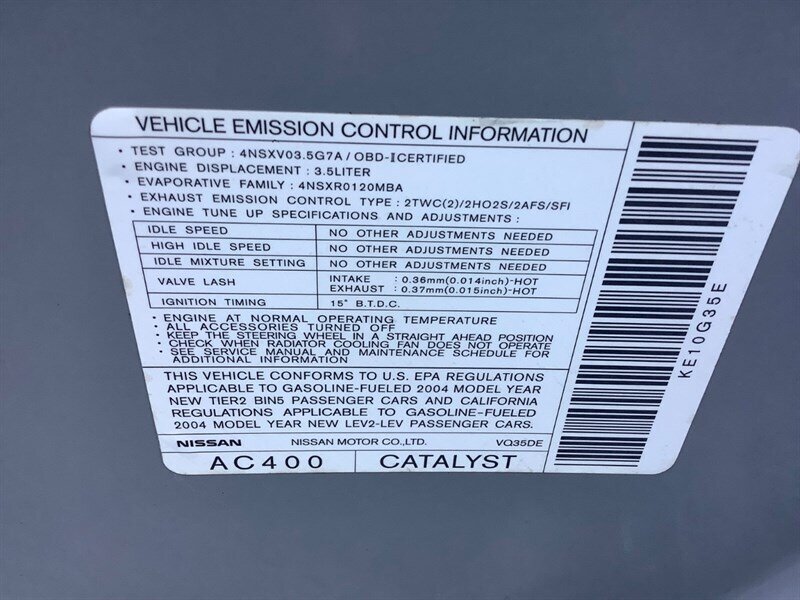 VEHICLE EMISSION CONTROL INFORMATION
• TEST GROUP : 4NSXV03.5G7A / OBD-ⅡCERTIFIED
• ENGINE DISPLACEMENT : 3.5LITER
• EVAPORATIVE FAMILY : 4NSXR0120MBA
• EXHAUST EMISSION CONTROL TYPE : 2TWC(2)/2HO2S/2AFS/SFI
• ENGINE TUNE UP SPECIFICATIONS AND ADJUSTMENTS :
IDLE SPEED NO OTHER ADJUSTMENTS NEEDED
HIGH IDLE SPEED NO OTHER ADJUSTMENTS NEEDED
IDLE MIXTURE SETTING NO OTHER ADJUSTMENTS NEEDED
VALVE LASH INTAKE : 0.36mm(0.014inch)-HOT
EXHAUST : 0.37mm(0.015inch)-HOT
IGNITION TIMING 15° B.T.D.C.
• ENGINE AT NORMAL OPERATING TEMPERATURE
• ALL ACCESSORIES TURNED OFF
• KEEP THE STEERING WHEEL IN A STRAIGHT AHEAD POSITION
• CHECK WHEN RADIATOR COOLING FAN DOES NOT OPERATE
• SEE SERVICE MANUAL AND MAINTENANCE SCHEDULE FOR
ADDITIONAL INFORMATION
THIS VEHICLE CONFORMS TO U.S. EPA REGULATIONS
APPLICABLE TO GASOLINE-FUELED 2004 MODEL YEAR
NEW TIER2 BIN5 PASSENGER CARS AND CALIFORNIA
REGULATIONS APPLICABLE TO GASOLINE-FUELED
2004 MODEL YEAR NEW LEV2-LEV PASSENGER CARS.
NISSAN NISSAN MOTOR CO.,LTD. VQ35DE
AC400 CATALYST
KE10G35E